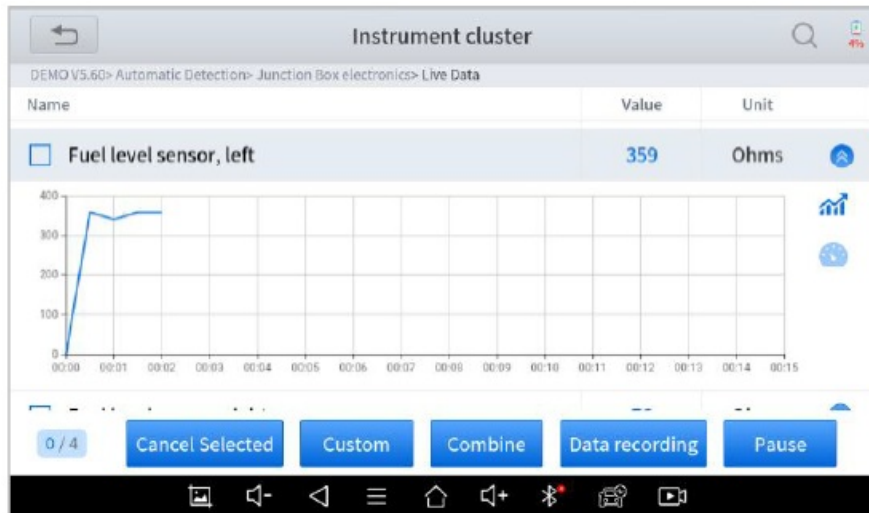 Instrument cluster
4%
DEMO V5.60> Automatic Detection> Junction Box electronics> Live Data
Name Value Unit
Fuel level sensor, left 359 Ohms
400
300
200
100
0
00:00 00:01 00:02 00:03 00:04 00:05 00:06 00:07 00:08 00:09 00:10 00:11 00:12 00:13 00:14 00:15
0 / 4 Cancel Selected Custom Combine Data recording Pause